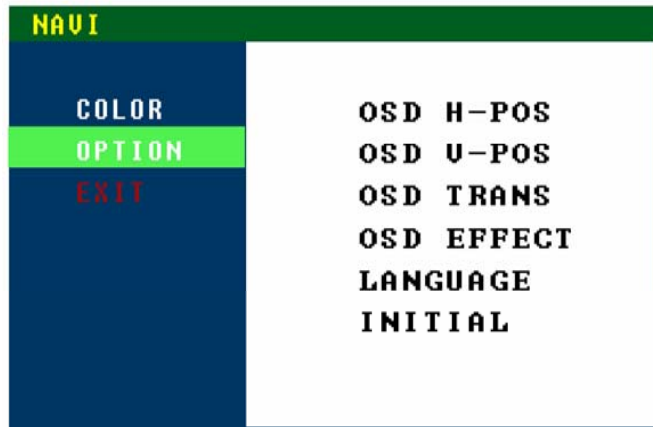 NAVI
COLOR
OPTION
EXIT
OSD H-POS
OSD V-POS
OSD TRANS
OSD EFFECT
LANGUAGE
INITIAL